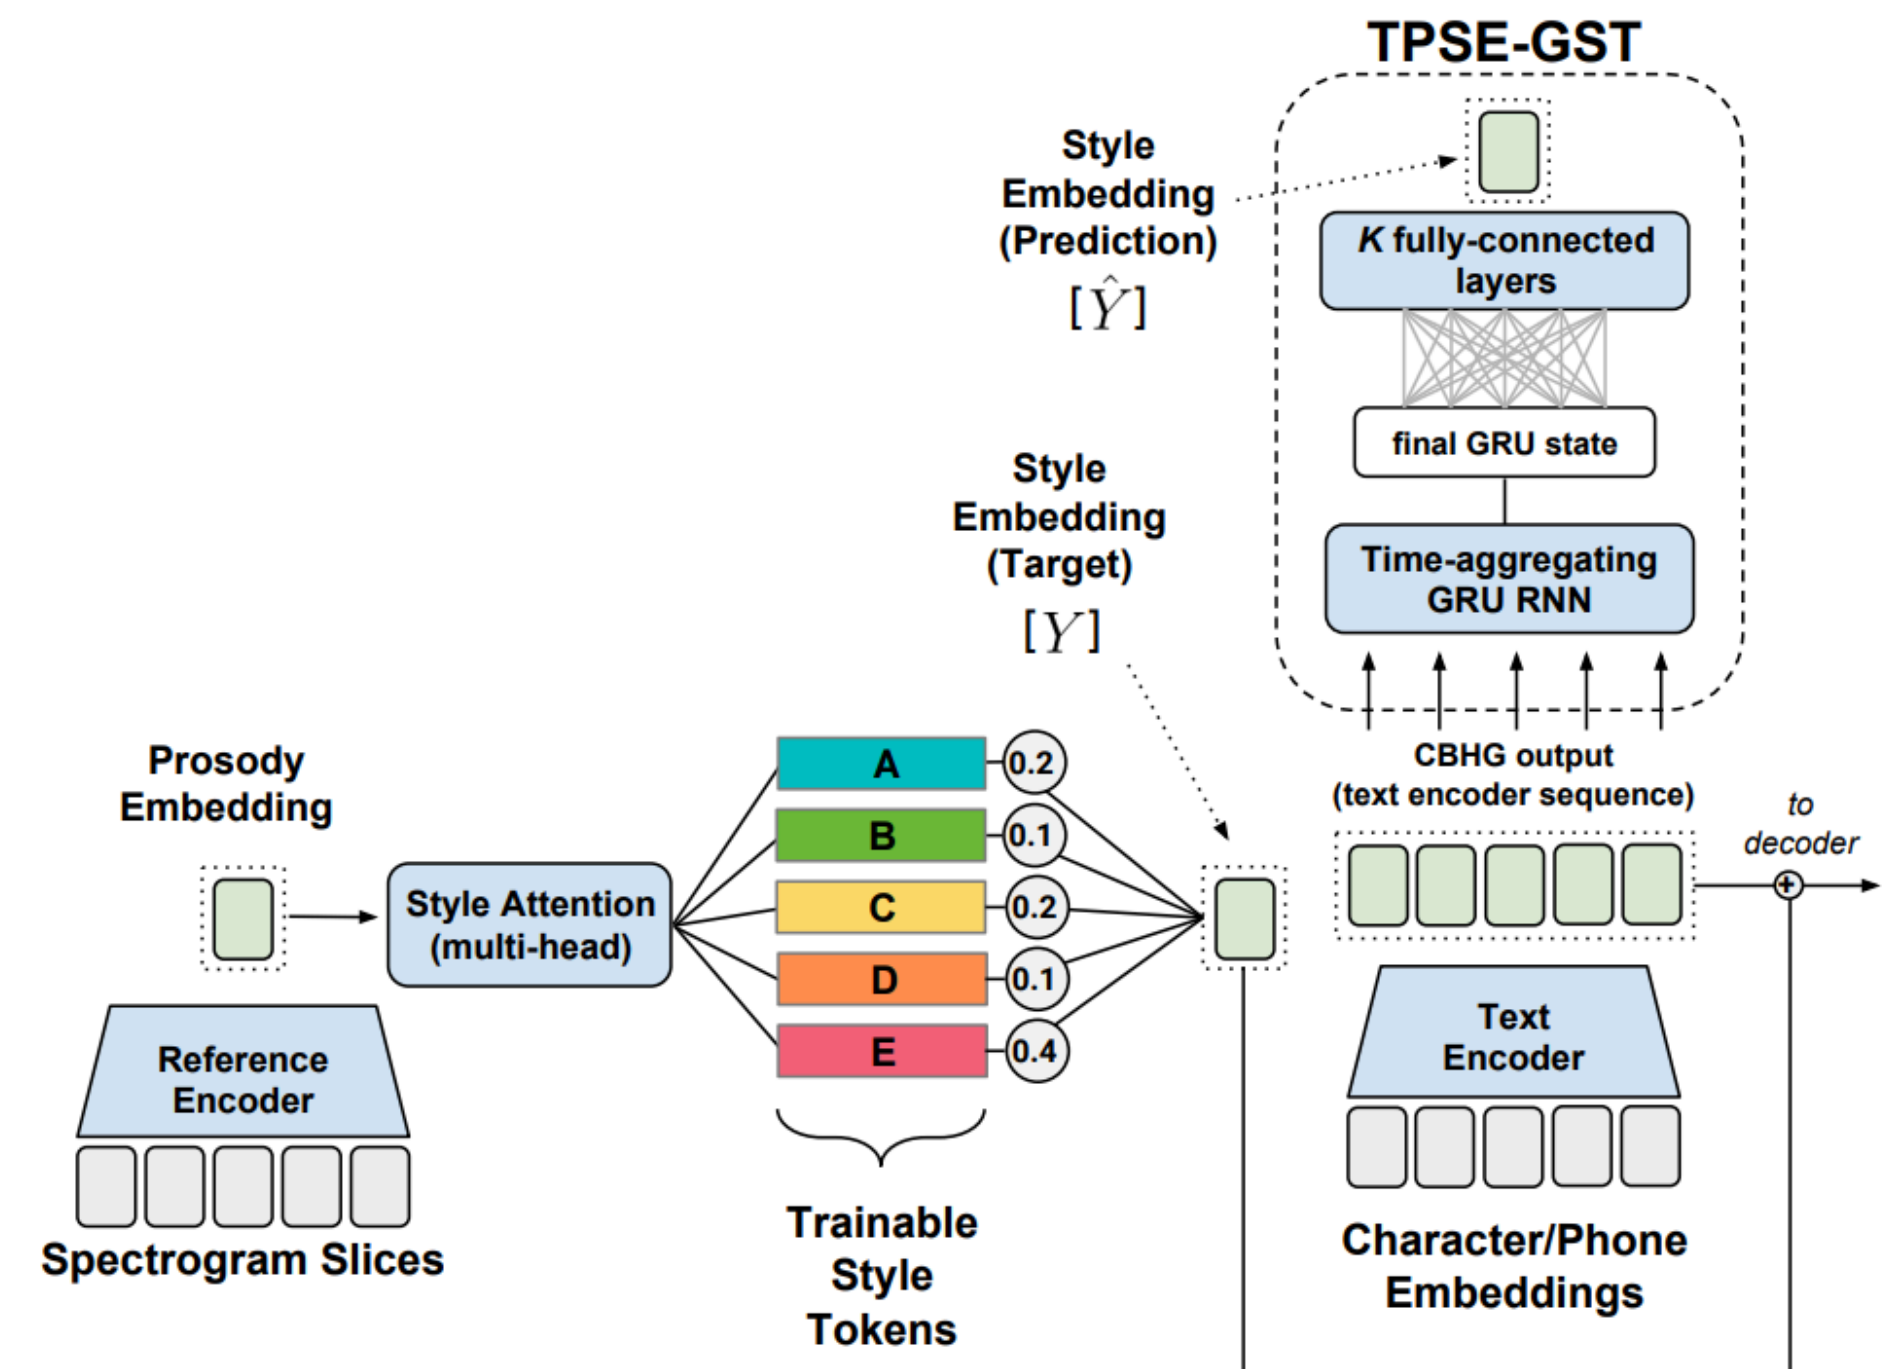 TPSE-GST
Style
Embedding
(Prediction)
[Ŷ]
K fully-connected
layers
final GRU state
Time-aggregating
GRU RNN
Style
Embedding
(Target)
[Y]
CBHG output
(text encoder sequence)
to
decoder
+
Prosody
Embedding
Style Attention
(multi-head)
A
0.2
B
0.1
C
0.2
D
0.1
E
0.4
Reference
Encoder
Text
Encoder
Spectrogram Slices
Trainable
Style
Tokens
Character/Phone
Embeddings